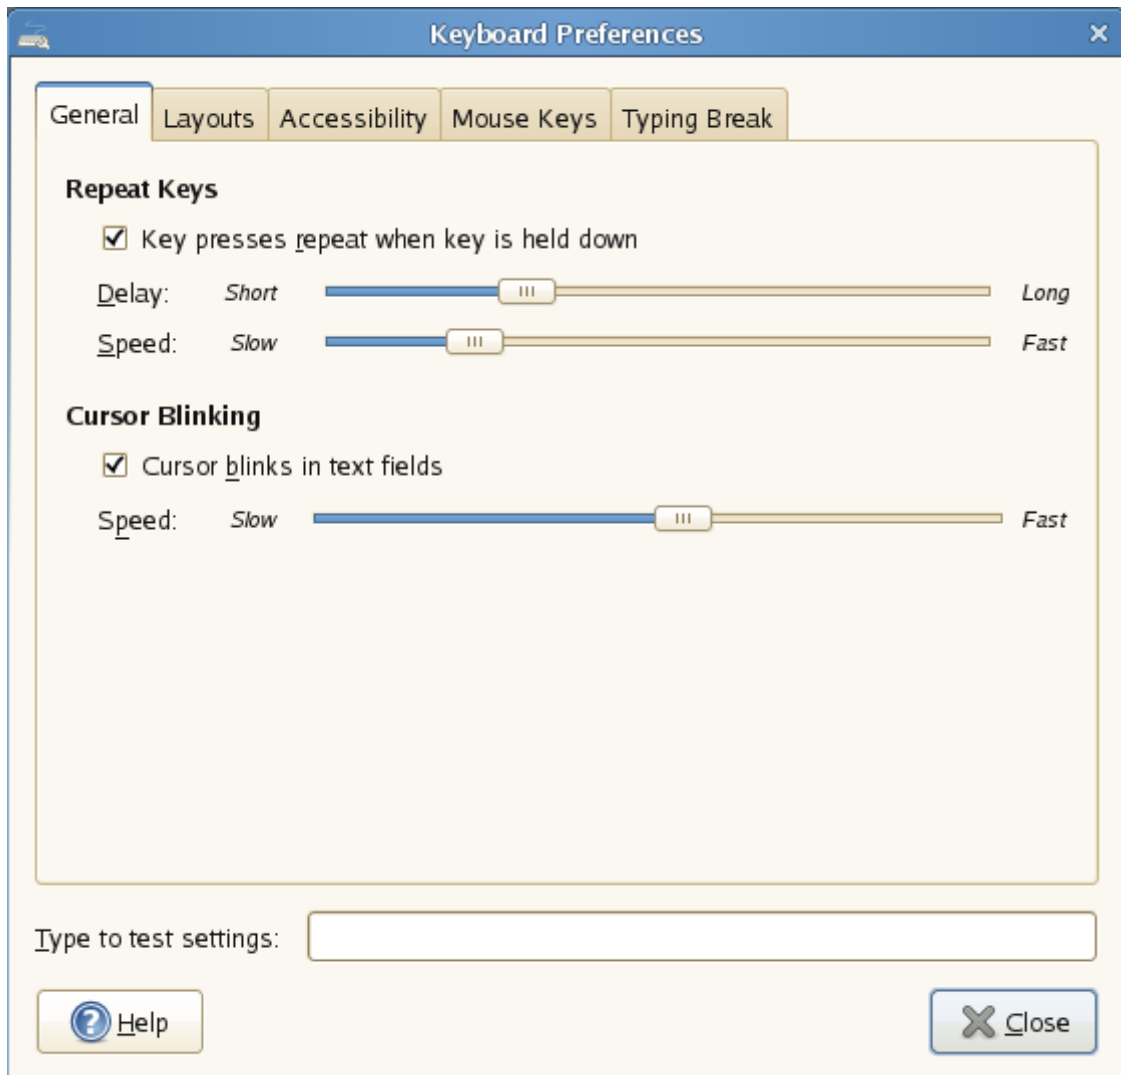 Keyboard Preferences
General Layouts Accessibility Mouse Keys Typing Break
Repeat Keys
Key presses repeat when key is held down
Delay: Short Long
Speed: Slow Fast
Cursor Blinking
Cursor blinks in text fields
Speed: Slow Fast
Type to test settings:
Help Close